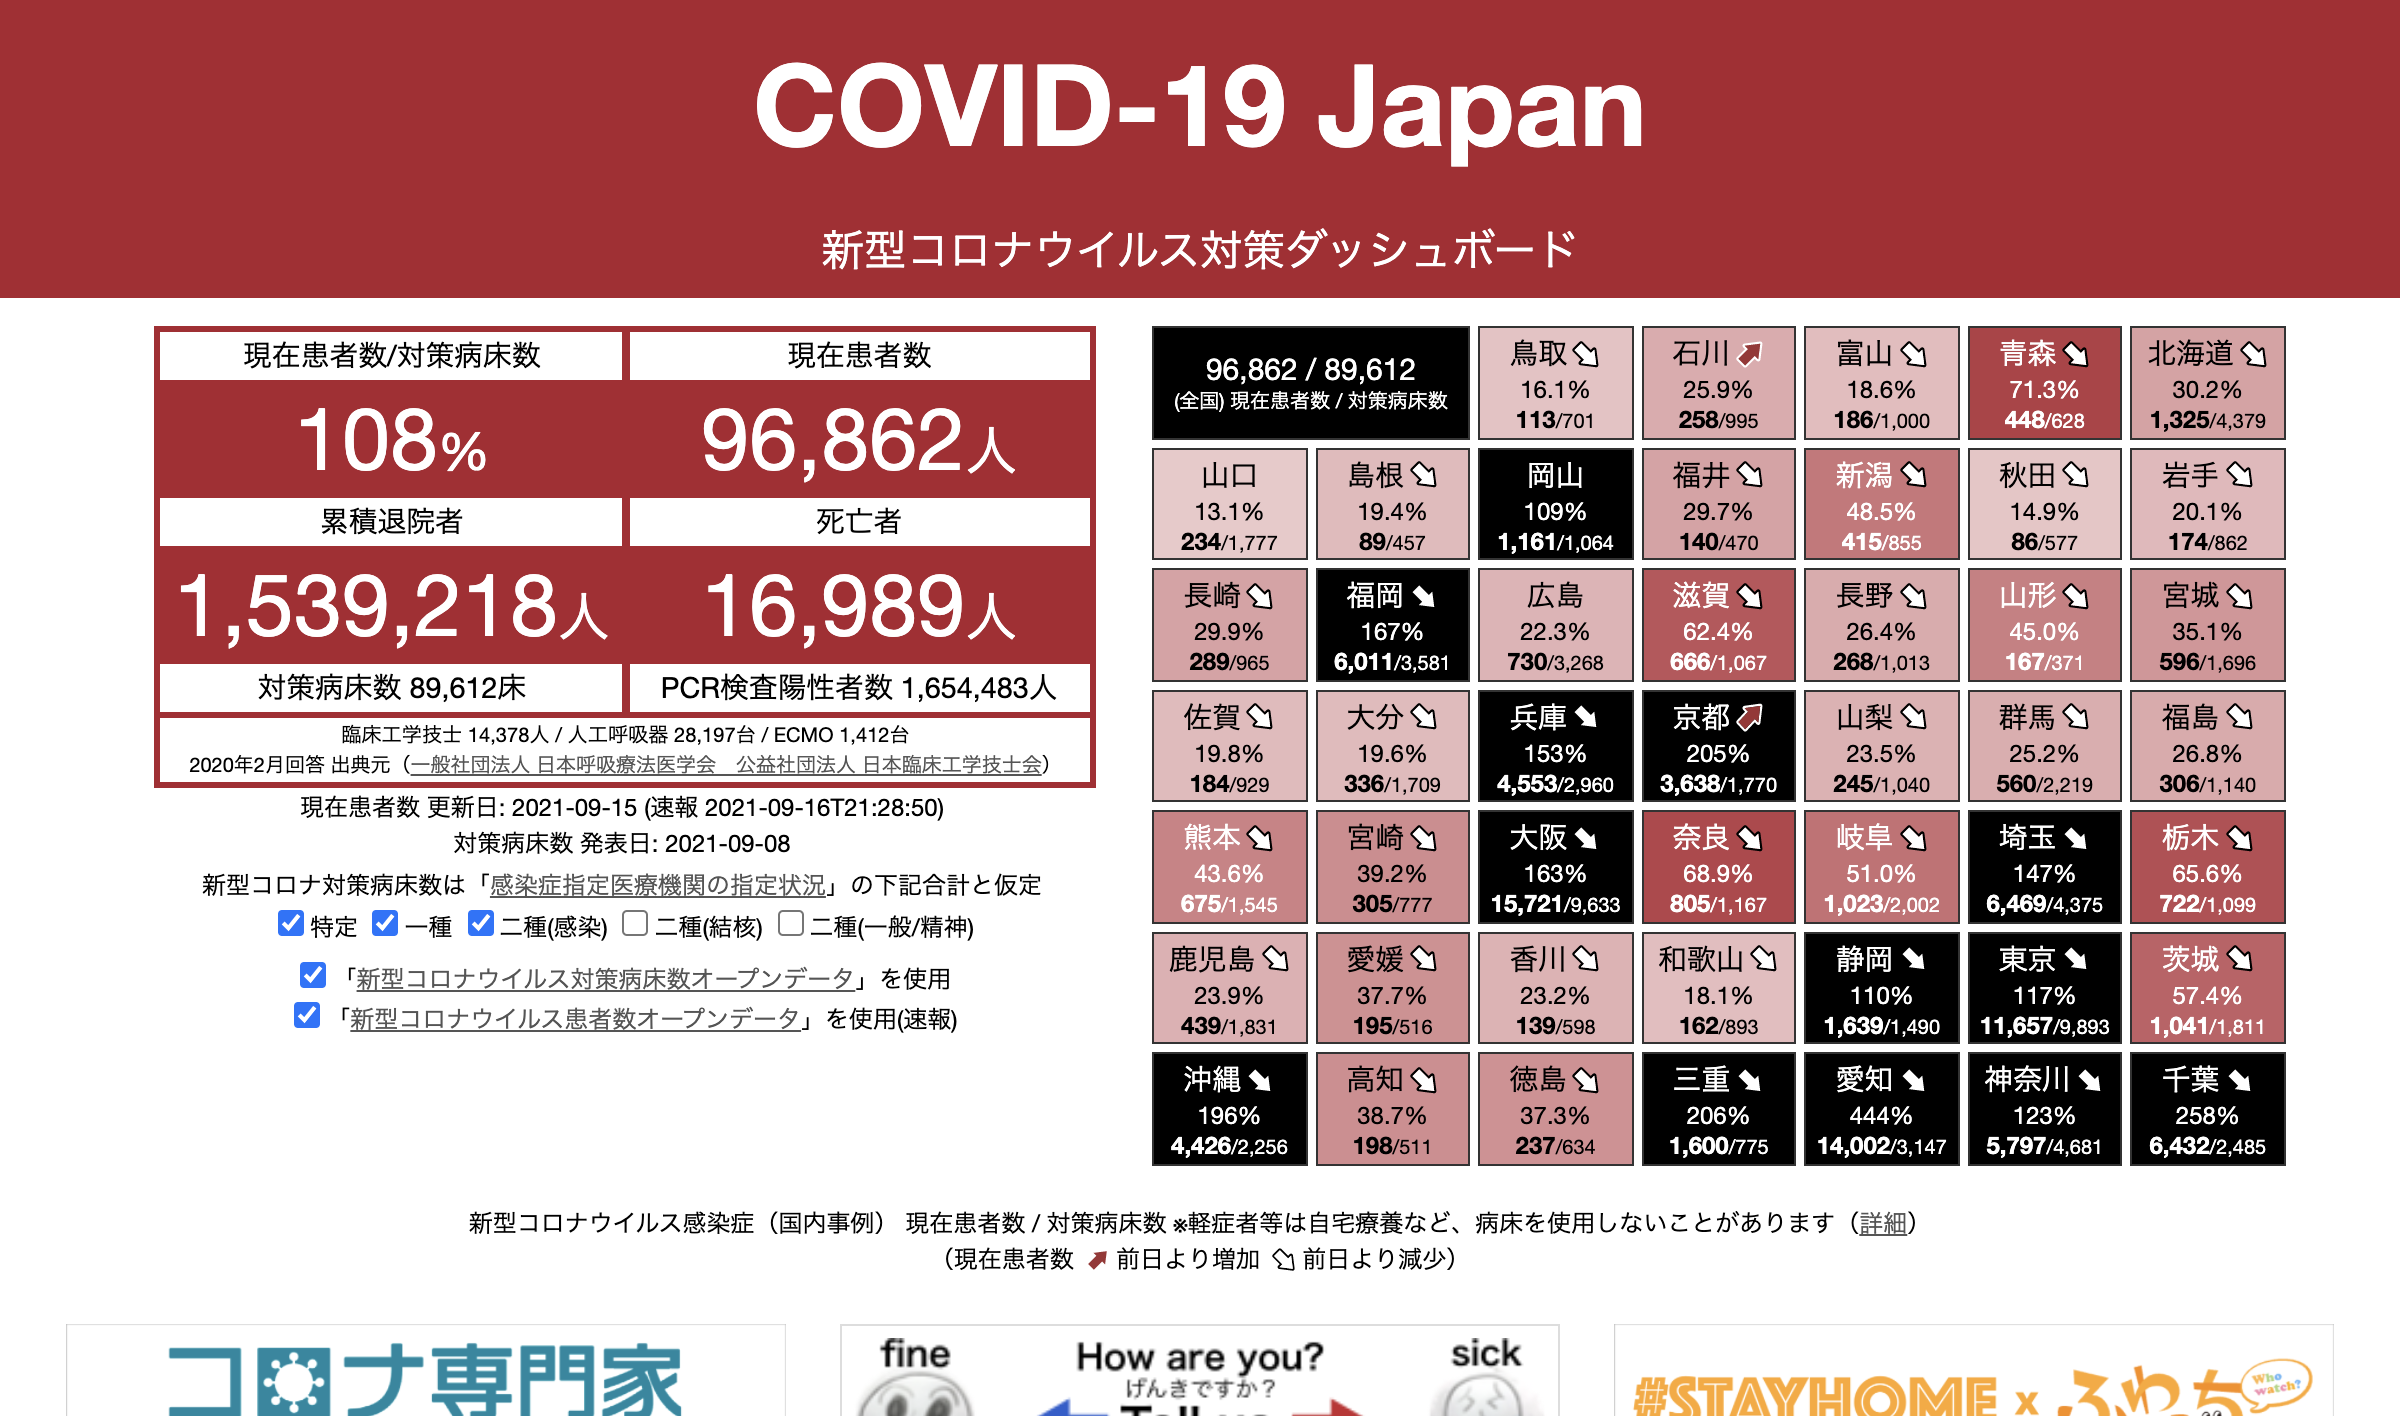 COVID-19 Japan
新型コロナウイルス対策ダッシュボード
現在患者数/対策病床数
現在患者数
108%
96,862人
累積退院者
死亡者
1,539,218人
16,989人
対策病床数 89,612床
PCR検査陽性者数 1,654,483人
臨床工学技士 14,378人 / 人工呼吸器 28,197台 / ECMO 1,412台
2020年2月回答 出典元（一般社団法人 日本呼吸療法医学会　公益社団法人 日本臨床工学技士会）
現在患者数 更新日: 2021-09-15 (速報 2021-09-16T21:28:50)
対策病床数 発表日: 2021-09-08
新型コロナ対策病床数は「感染症指定医療機関の指定状況」の下記合計と仮定
特定 一種 二種(感染) 二種(結核) 二種(一般/精神)
「新型コロナウイルス対策病床数オープンデータ」を使用
「新型コロナウイルス患者数オープンデータ」を使用(速報)
96,862 / 89,612
(全国) 現在患者数 / 対策病床数
鳥取
16.1%
113/701
石川
25.9%
258/995
富山
18.6%
186/1,000
青森
71.3%
448/628
北海道
30.2%
1,325/4,379
山口
13.1%
234/1,777
島根
19.4%
89/457
岡山
109%
1,161/1,064
福井
29.7%
140/470
新潟
48.5%
415/855
秋田
14.9%
86/577
岩手
20.1%
174/862
長崎
29.9%
289/965
福岡
167%
6,011/3,581
広島
22.3%
730/3,268
滋賀
62.4%
666/1,067
長野
26.4%
268/1,013
山形
45.0%
167/371
宮城
35.1%
596/1,696
佐賀
19.8%
184/929
大分
19.6%
336/1,709
兵庫
153%
4,553/2,960
京都
205%
3,638/1,770
山梨
23.5%
245/1,040
群馬
25.2%
560/2,219
福島
26.8%
306/1,140
熊本
43.6%
675/1,545
宮崎
39.2%
305/777
大阪
163%
15,721/9,633
奈良
68.9%
805/1,167
岐阜
51.0%
1,023/2,002
埼玉
147%
6,469/4,375
栃木
65.6%
722/1,099
鹿児島
23.9%
439/1,831
愛媛
37.7%
195/516
香川
23.2%
139/598
和歌山
18.1%
162/893
静岡
110%
1,639/1,490
東京
117%
11,657/9,893
茨城
57.4%
1,041/1,811
沖縄
196%
4,426/2,256
高知
38.7%
198/511
徳島
37.3%
237/634
三重
206%
1,600/775
愛知
444%
14,002/3,147
神奈川
123%
5,797/4,681
千葉
258%
6,432/2,485
新型コロナウイルス感染症（国内事例） 現在患者数 / 対策病床数 ※軽症者等は自宅療養など、病床を使用しないことがあります（詳細）
（現在患者数 前日より増加 前日より減少）
コロナ専門家
fine
How are you?
sick
げんきですか？
Tell us
#STAYHOME x ふわっち
Who watch?